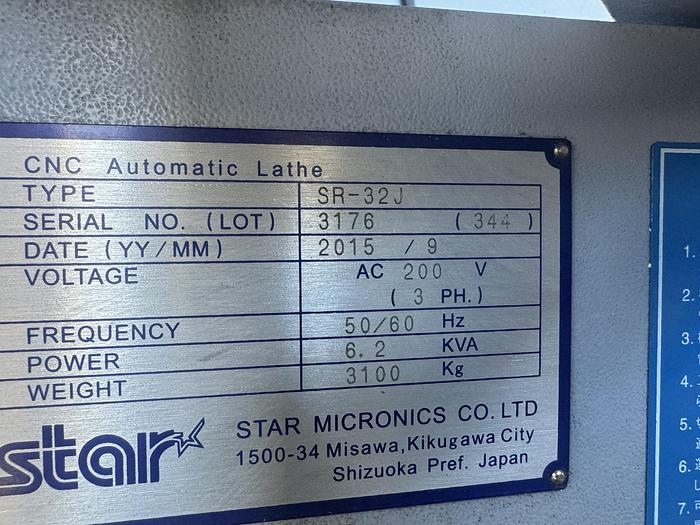 CNC Automatic Lathe
TYPE SR-32J
SERIAL NO. (LOT) 3176 ( 344 )
DATE (YY/MM) 2015 / 9
VOLTAGE AC 200 V
( 3 PH.)
FREQUENCY 50/60 Hz
POWER 6.2 KVA
WEIGHT 3100 Kg
star
STAR MICRONICS CO. LTD
1500-34 Misawa,Kikugawa City
Shizuoka Pref. Japan
1.
2.
3.
4.
5.
6.
7.